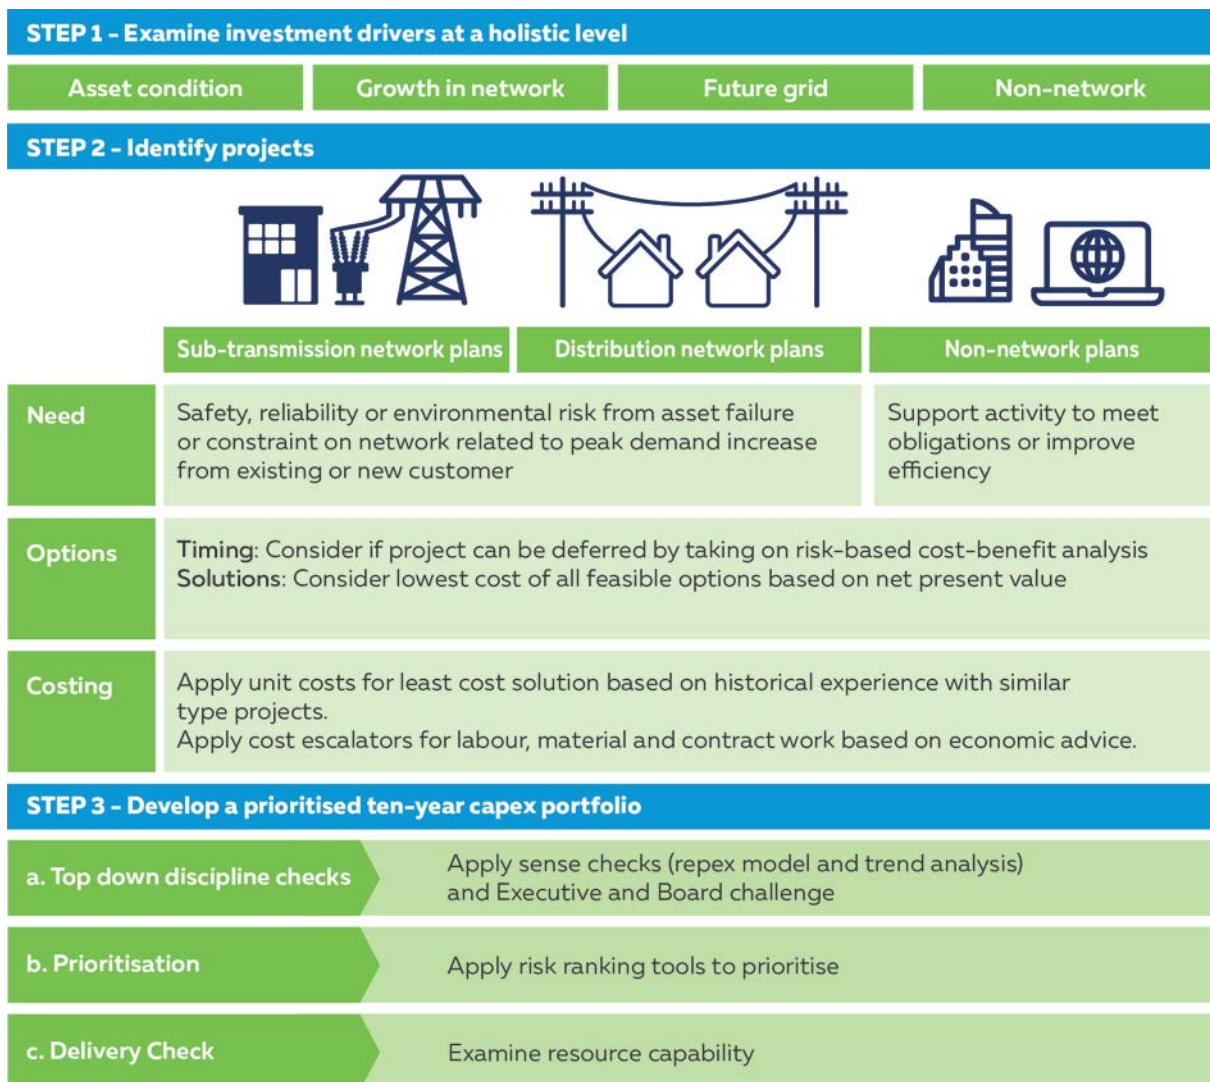 STEP 1 - Examine investment drivers at a holistic level
Asset condition
Growth in network
Future grid
Non-network
STEP 2 - Identify projects
Sub-transmission network plans
Distribution network plans
Non-network plans
Need
Safety, reliability or environmental risk from asset failure
or constraint on network related to peak demand increase
from existing or new customer
Support activity to meet
obligations or improve
efficiency
Options
Timing: Consider if project can be deferred by taking on risk-based cost-benefit analysis
Solutions: Consider lowest cost of all feasible options based on net present value
Costing
Apply unit costs for least cost solution based on historical experience with similar
type projects.
Apply cost escalators for labour, material and contract work based on economic advice.
STEP 3 - Develop a prioritised ten-year capex portfolio
a. Top down discipline checks
Apply sense checks (repex model and trend analysis)
and Executive and Board challenge
b. Prioritisation
Apply risk ranking tools to prioritise
c. Delivery Check
Examine resource capability